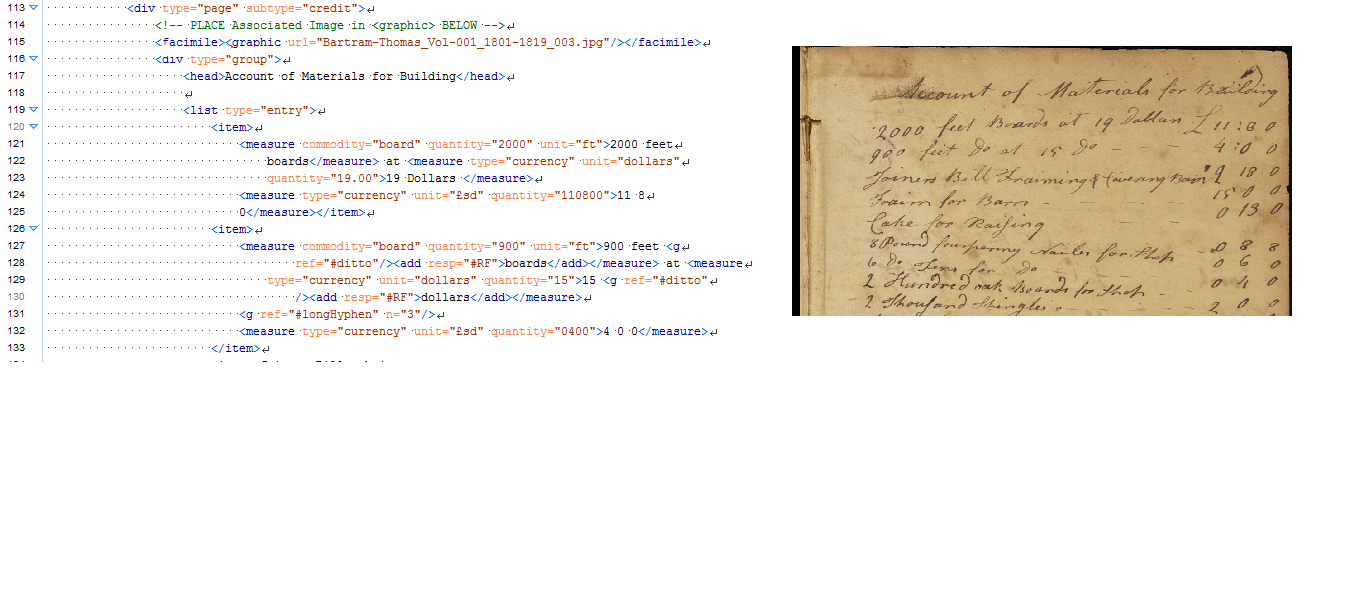 113 <div type="page" subtype="credit">
114 <!-- PLACE Associated Image in <graphic> BELOW -->
115 <facimile><graphic url="Bartram-Thomas_Vol-001_1801-1819_003.jpg"/></facimile>
116 <div type="group">
117 <head>Account of Materials for Building</head>
118
119 <list type="entry">
120 <item>
121 <measure commodity="board" quantity="2000" unit="ft">2000 feet
122 boards</measure> at <measure type="currency" unit="dollars"
123 quantity="19.00">19 Dollars </measure>
124 <measure type="currency" unit="£sd" quantity="110800">11 8
125 0</measure></item>
126 <item>
127 <measure commodity="board" quantity="900" unit="ft">900 feet <g
128 ref="#ditto"/><add resp="#RF">boards</add></measure> at <measure
129 type="currency" unit="dollars" quantity="15">15 <g ref="#ditto"
130 /><add resp="#RF">dollars</add></measure>
131 <g ref="#longHyphen" n="3"/>
132 <measure type="currency" unit="£sd" quantity="0400">4 0 0</measure>
133 </item>
Account of Materials for Building
2000 feet Boards at 19 Dollars £ 11:8 0
900 feet Do at 15 Do - - - 4:0 0
Joiners Bill Fraiming & Covering Barn 9 18 0
Fraim for Barn - - - - 15 0 0
Cake for Raising - - 0 13 0
8 Pound fourpenny Nailes for Shop - 0 8 8
6 Do Tens for Do - 0 6 0
2 Hundred oak Boards for Shop - 0 4 0
2 Thousand Shingles - - - 2 0 0